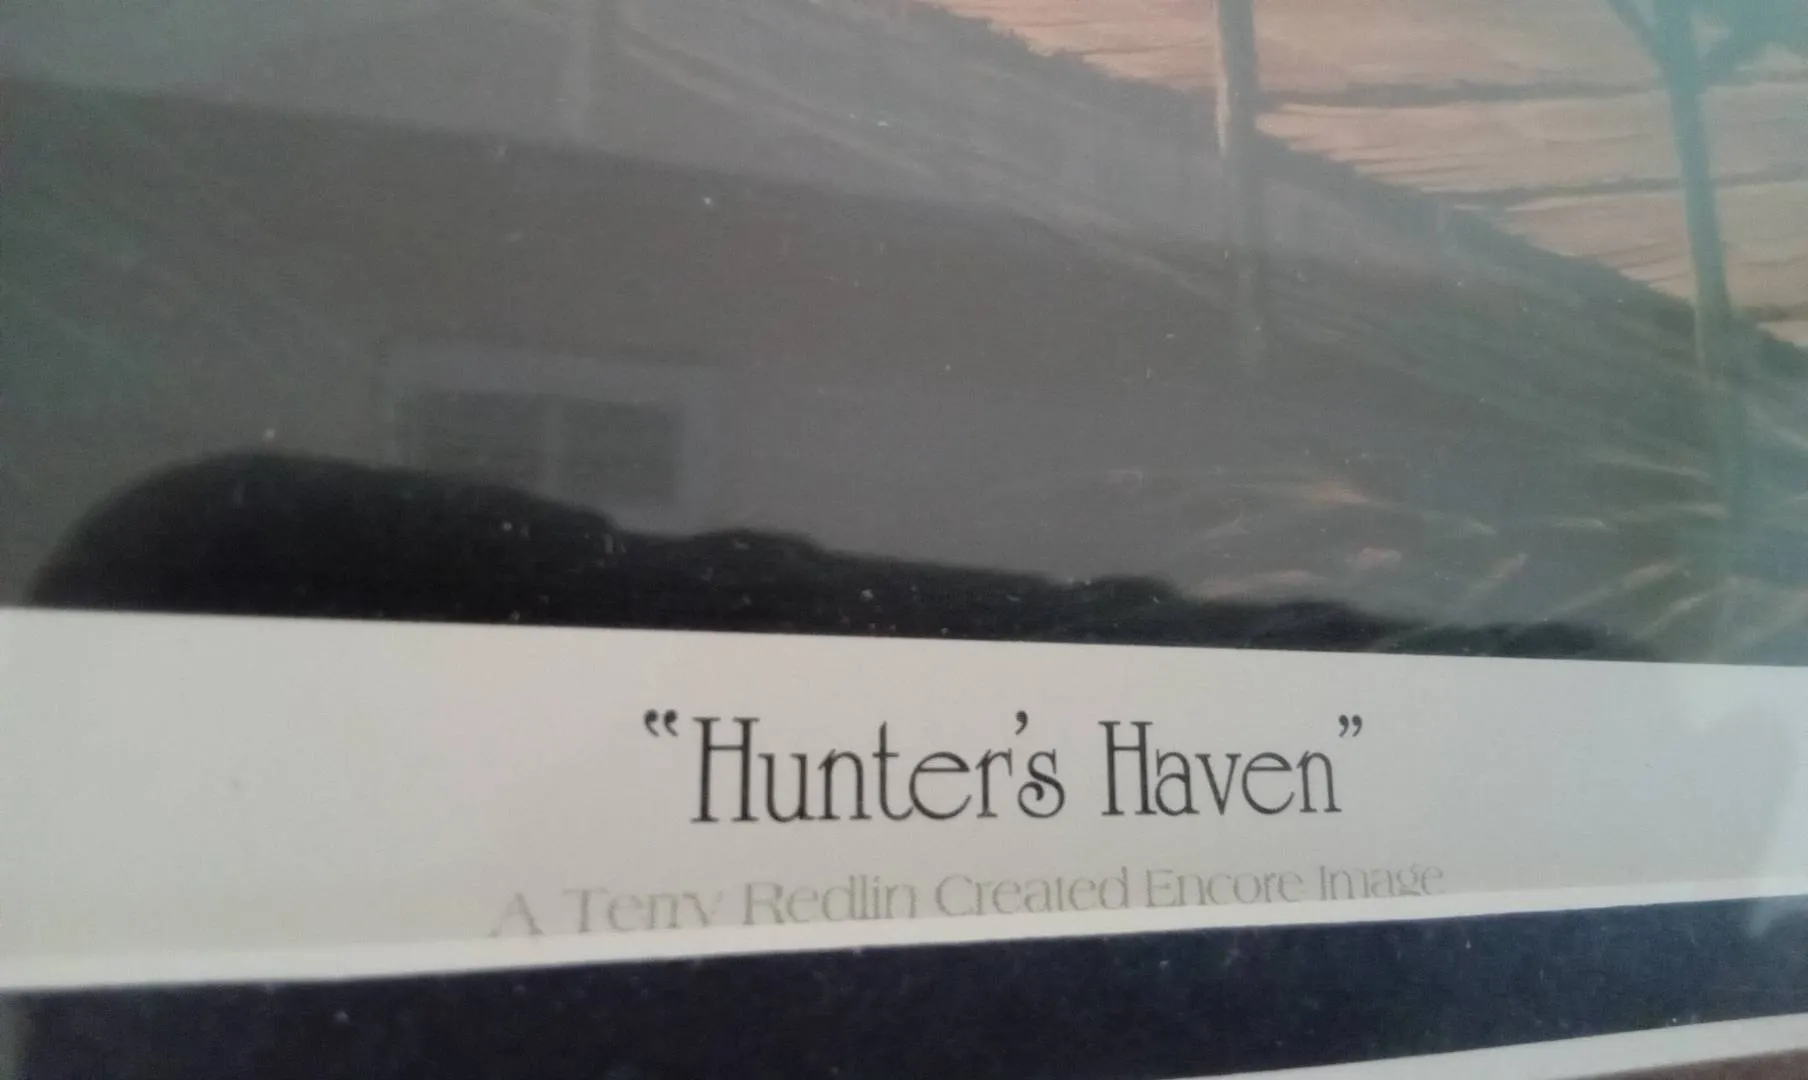 “Hunter’s Haven”
A Terry Redlin Created Encore Image